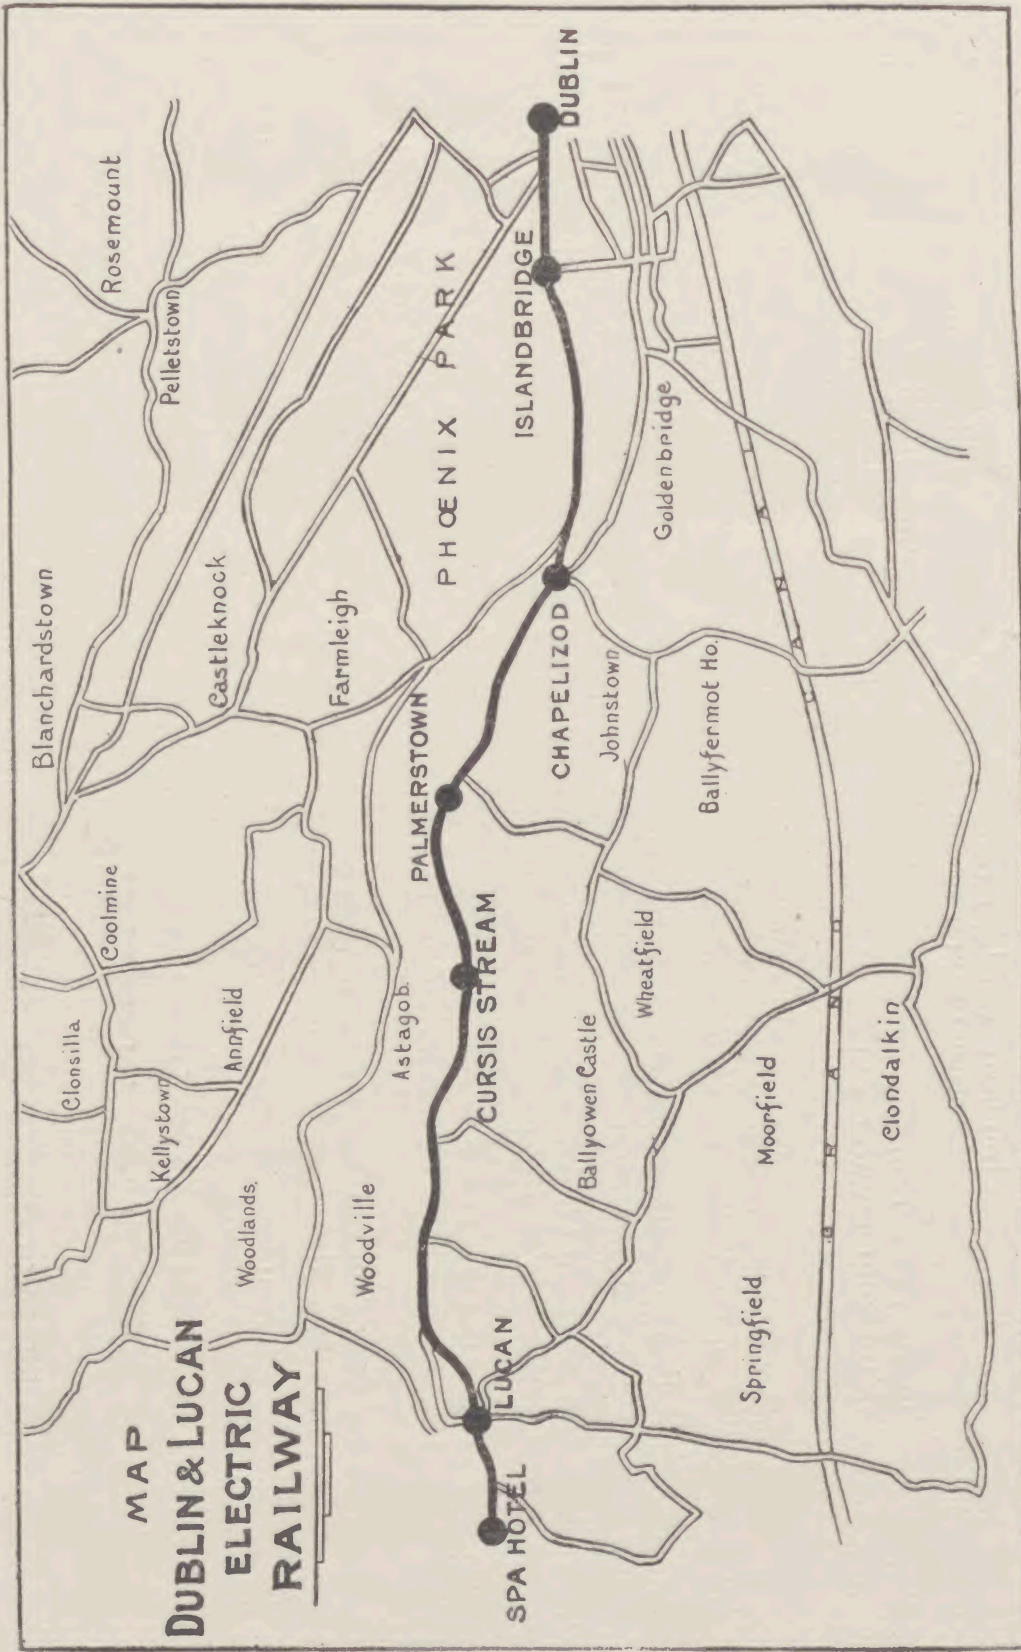 MAP
DUBLIN & LUCAN
ELECTRIC
RAILWAY
Clonsilla
Coolmine
Blanchardstown
Rosemount
Pelletstown
Kellystown
Annfield
Castleknock
Woodlands.
Farmleigh
Woodville
Astagob.
PALMERSTOWN
PHŒNIX PARK
SPA HOTEL
LUCAN
CURSIS STREAM
CHAPELIZOD
ISLANDBRIDGE
DUBLIN
Ballyowen Castle
Wheatfield
Johnstown
Goldenbridge
Springfield
Moorfield
Ballyfermot Ho.
GRAND CANAL
Clondalkin